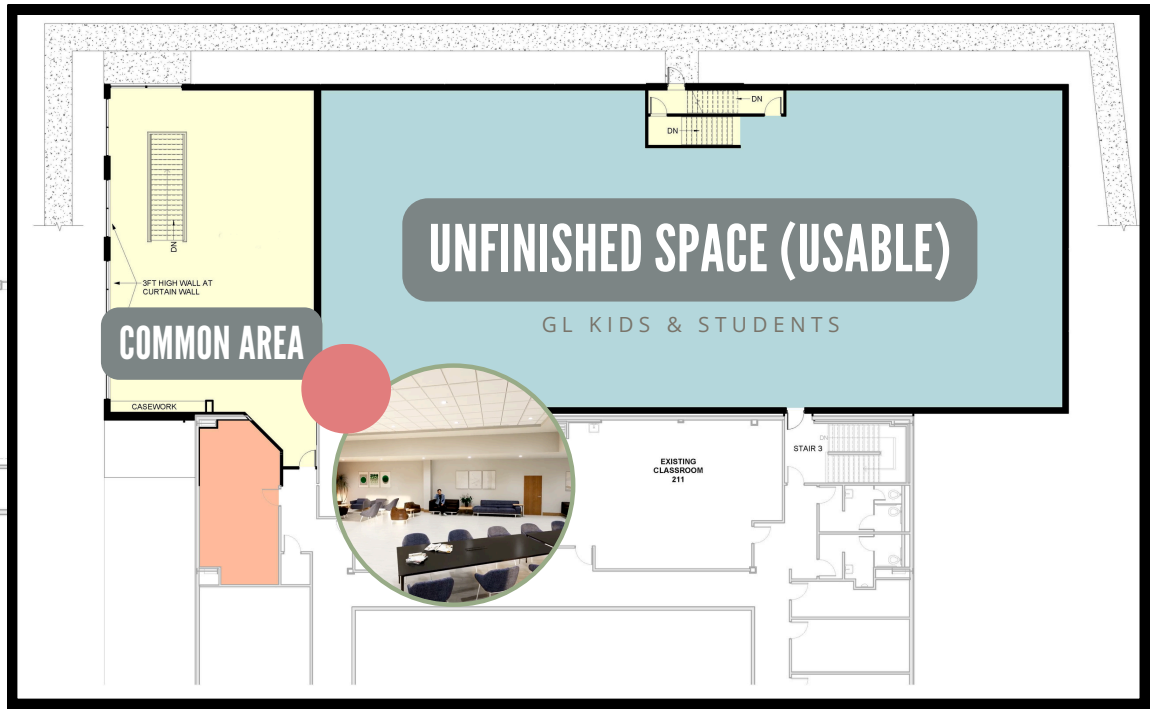 DN
DN
UNFINISHED SPACE (USABLE)
GL KIDS & STUDENTS
DN
3FT HIGH WALL AT
CURTAIN WALL
COMMON AREA
CASEWORK
EXISTING
CLASSROOM
211
DN
STAIR 3